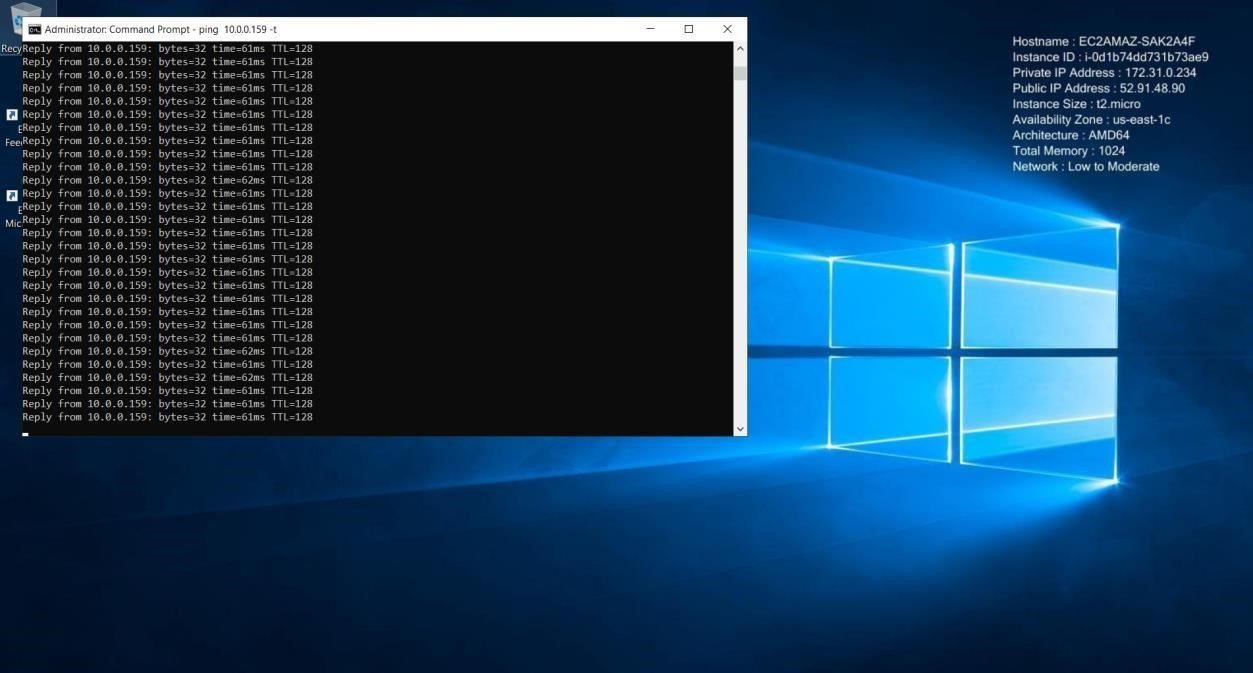 Administrator: Command Prompt - ping 10.0.0.159 -t
Recy
Reply from 10.0.0.159: bytes=32 time=61ms TTL=128
Reply from 10.0.0.159: bytes=32 time=61ms TTL=128
Reply from 10.0.0.159: bytes=32 time=61ms TTL=128
Reply from 10.0.0.159: bytes=32 time=61ms TTL=128
Reply from 10.0.0.159: bytes=32 time=61ms TTL=128
Reply from 10.0.0.159: bytes=32 time=61ms TTL=128
Reply from 10.0.0.159: bytes=32 time=61ms TTL=128
Reply from 10.0.0.159: bytes=32 time=61ms TTL=128
Reply from 10.0.0.159: bytes=32 time=61ms TTL=128
Reply from 10.0.0.159: bytes=32 time=61ms TTL=128
Reply from 10.0.0.159: bytes=32 time=62ms TTL=128
Reply from 10.0.0.159: bytes=32 time=61ms TTL=128
Reply from 10.0.0.159: bytes=32 time=61ms TTL=128
Reply from 10.0.0.159: bytes=32 time=61ms TTL=128
Reply from 10.0.0.159: bytes=32 time=61ms TTL=128
Reply from 10.0.0.159: bytes=32 time=61ms TTL=128
Reply from 10.0.0.159: bytes=32 time=61ms TTL=128
Reply from 10.0.0.159: bytes=32 time=61ms TTL=128
Reply from 10.0.0.159: bytes=32 time=61ms TTL=128
Reply from 10.0.0.159: bytes=32 time=61ms TTL=128
Reply from 10.0.0.159: bytes=32 time=61ms TTL=128
Reply from 10.0.0.159: bytes=32 time=61ms TTL=128
Reply from 10.0.0.159: bytes=32 time=61ms TTL=128
Reply from 10.0.0.159: bytes=32 time=62ms TTL=128
Reply from 10.0.0.159: bytes=32 time=61ms TTL=128
Reply from 10.0.0.159: bytes=32 time=62ms TTL=128
Reply from 10.0.0.159: bytes=32 time=61ms TTL=128
Reply from 10.0.0.159: bytes=32 time=61ms TTL=128
Reply from 10.0.0.159: bytes=32 time=61ms TTL=128
E
Fee
E
Mic
Hostname : EC2AMAZ-SAK2A4F
Instance ID : i-0d1b74dd731b73ae9
Private IP Address : 172.31.0.234
Public IP Address : 52.91.48.90
Instance Size : t2.micro
Availability Zone : us-east-1c
Architecture : AMD64
Total Memory : 1024
Network : Low to Moderate